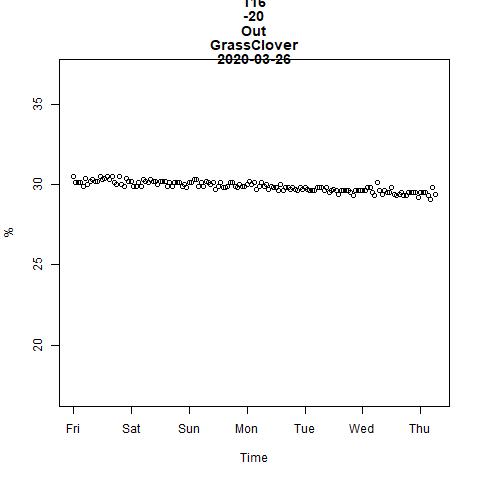 T16
-20
Out
GrassClover
2020-03-26
35
30
25
20
%
Fri
Sat
Sun
Mon
Tue
Wed
Thu
Time